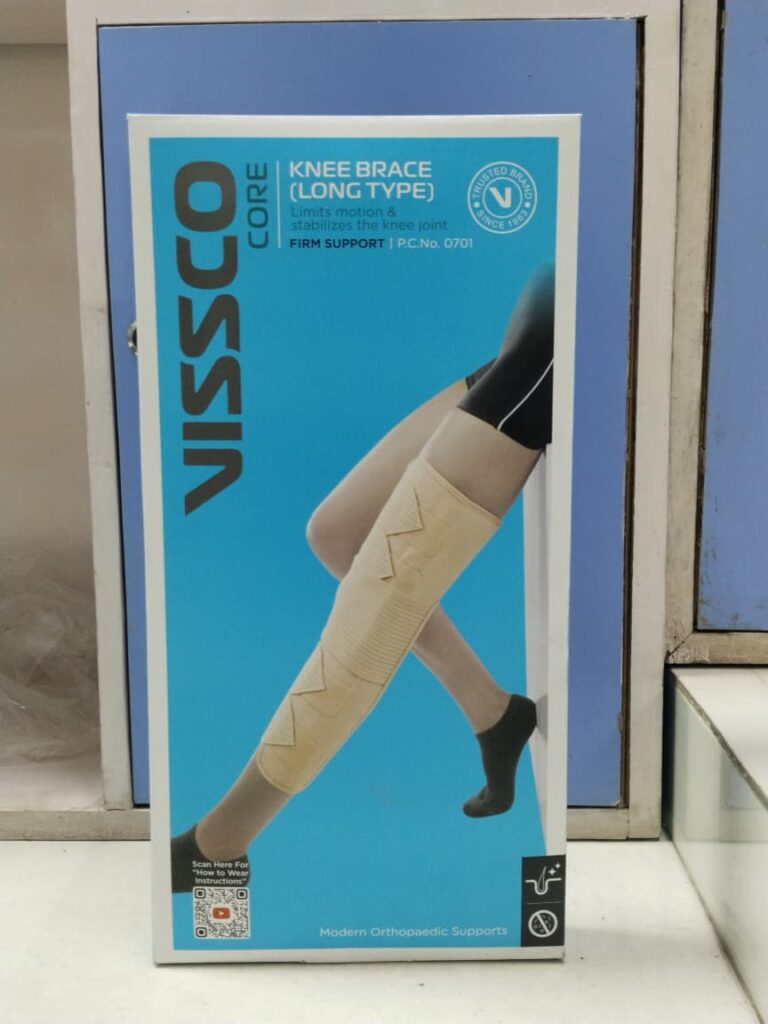 VISSCO
CORE
KNEE BRACE
(LONG TYPE)
Limits motion &
stabilizes the knee joint
FIRM SUPPORT | P.C.No. 0701
TRUSTED BRAND
V
SINCE 1963
Scan Here For
"How to Wear
Instructions"
Modern Orthopaedic Supports